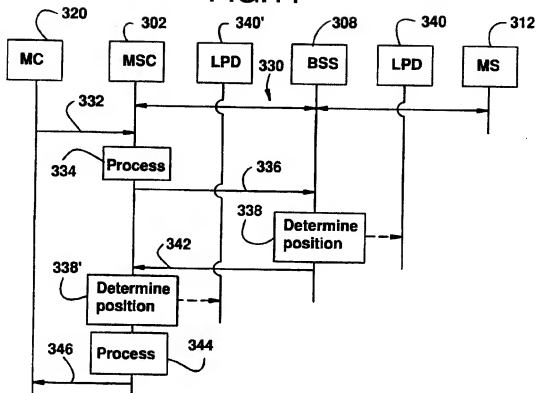 320 302 340' 308 340 312
MC MSC LPD BSS LPD MS
330
332
Process
334
336
338
Determine
position
342
338'
Determine
position
Process
344
346